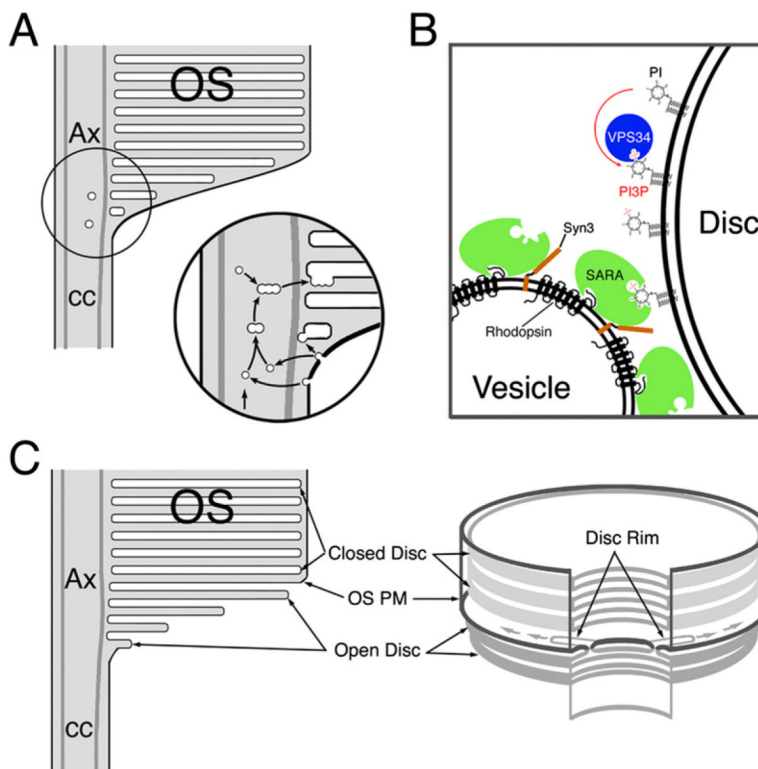 A
OS
Ax
cc
B
PI
VPS34
PI3P
Disc
Syn3
SARA
Rhodopsin
Vesicle
C
OS
Ax
cc
Closed Disc
OS PM
Open Disc
Disc Rim